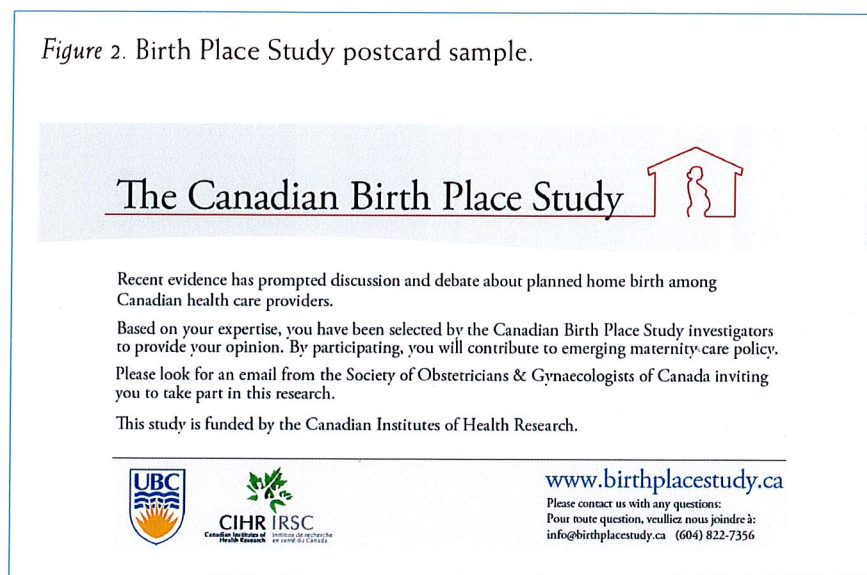 Figure 2. Birth Place Study postcard sample.
The Canadian Birth Place Study
Recent evidence has prompted discussion and debate about planned home birth among
Canadian health care providers.
Based on your expertise, you have been selected by the Canadian Birth Place Study investigators
to provide your opinion. By participating, you will contribute to emerging maternity care policy.
Please look for an email from the Society of Obstetricians & Gynaecologists of Canada inviting
you to take part in this research.
This study is funded by the Canadian Institutes of Health Research.
UBC
CIHR IRSC
Canadian Institutes of Health Research
Instituts de recherche en santé du Canada
www.birthplacestudy.ca
Please contact us with any questions:
Pour toute question, veulliez nous joindre à:
info@birthplacestudy.ca (604) 822-7356